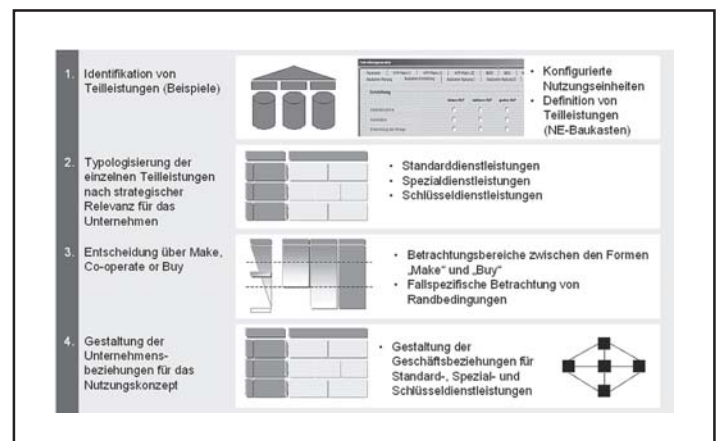 1. Identifikation von
Teilleistungen (Beispiele)
• Konfigurierte
Nutzungseinheiten
• Definition von
Teilleistungen
(NE-Baukasten)
2. Typologisierung der
einzelnen Teilleistungen
nach strategischer
Relevanz für das
Unternehmen
• Standarddienstleistungen
• Spezialdienstleistungen
• Schlüsseldienstleistungen
3. Entscheidung über Make,
Co-operate or Buy
• Betrachtungsbereiche zwischen den Formen
„Make“ und „Buy“
• Fallspezifische Betrachtung von
Randbedingungen
4. Gestaltung der
Unternehmens-
beziehungen für das
Nutzungskonzept
• Gestaltung der
Geschäftsbeziehungen für
Standard-, Spezial- und
Schlüsseldienstleistungen